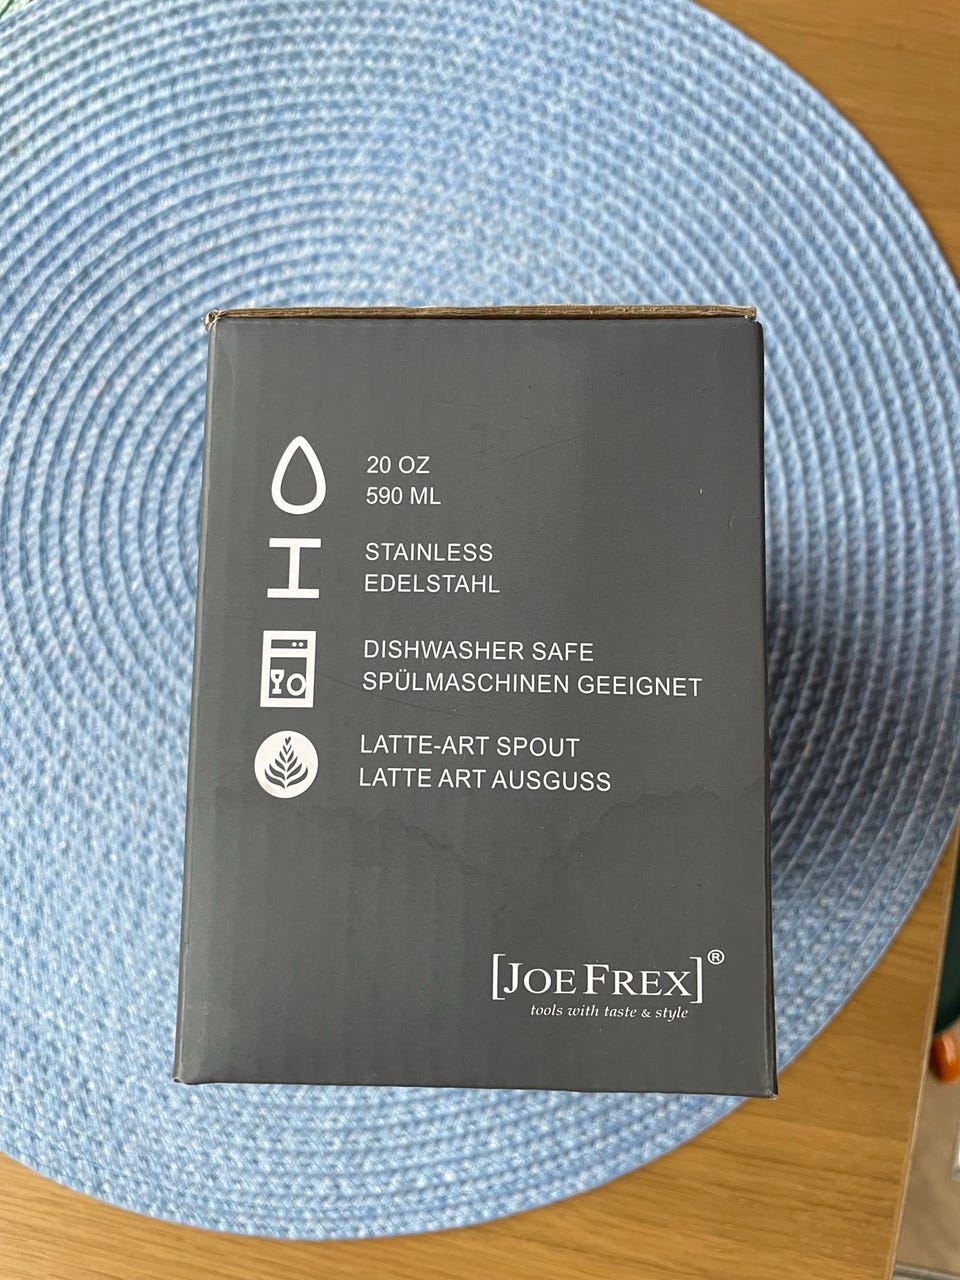 20 OZ
590 ML
STAINLESS
EDELSTAHL
DISHWASHER SAFE
SPÜLMASCHINEN GEEIGNET
LATTE-ART SPOUT
LATTE ART AUSGUSS
[JOE FREX]®
tools with taste & style